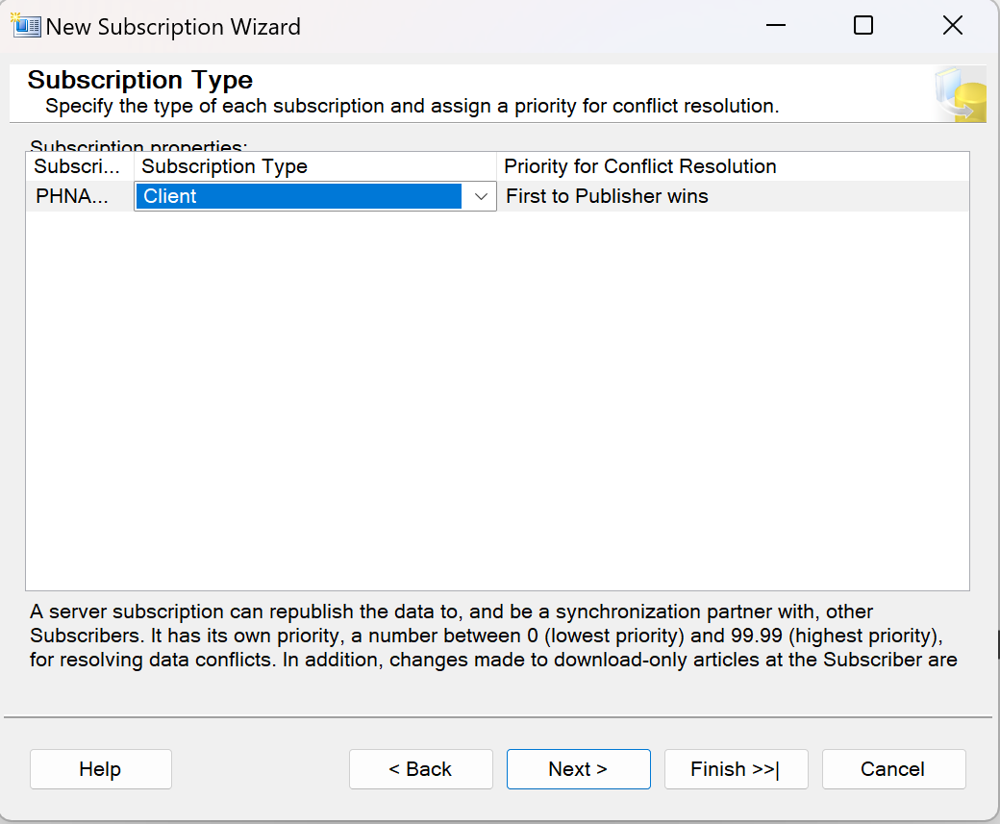 New Subscription Wizard
Subscription Type
Specify the type of each subscription and assign a priority for conflict resolution.
Subscription properties:
Subscri... Subscription Type Priority for Conflict Resolution
PHNA... Client First to Publisher wins
A server subscription can republish the data to, and be a synchronization partner with, other
Subscribers. It has its own priority, a number between 0 (lowest priority) and 99.99 (highest priority),
for resolving data conflicts. In addition, changes made to download-only articles at the Subscriber are
Help < Back Next > Finish >>| Cancel